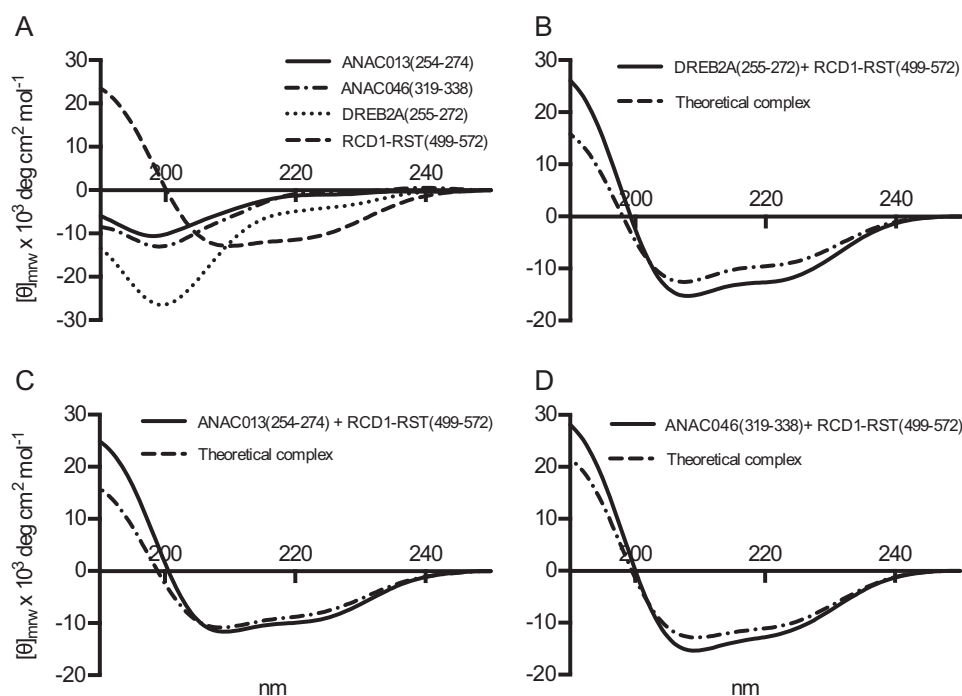 A
[θ]mrw x 10³ deg cm² mol⁻¹
30
20
10
0
-10
-20
-30
200
220
240
ANAC013(254-274)
ANAC046(319-338)
DREB2A(255-272)
RCD1-RST(499-572)
B
30
20
10
0
-10
-20
200
220
240
DREB2A(255-272)+ RCD1-RST(499-572)
Theoretical complex
C
[θ]mrw x 10³ deg cm² mol⁻¹
30
20
10
0
-10
-20
200
220
240
ANAC013(254-274) + RCD1-RST(499-572)
Theoretical complex
nm
D
30
20
10
0
-10
-20
200
220
240
ANAC046(319-338)+ RCD1-RST(499-572)
Theoretical complex
nm